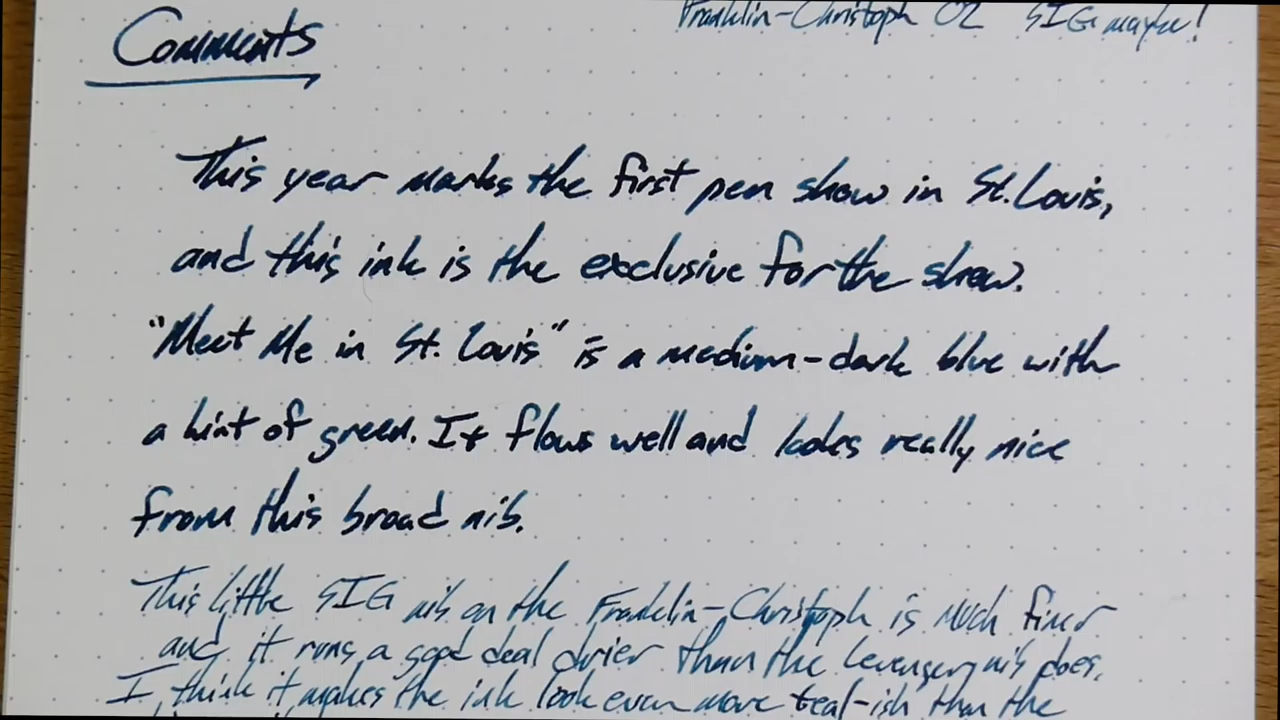 Franklin-Christoph 02 SIG maybe!
Comments
This year marks the first pen show in St. Louis,
and this ink is the exclusive for the show.
"Meet Me in St. Louis" is a medium-dark blue with
a hint of green. It flows well and looks really nice
from this broad nib.
This little SIG nib on the Franklin-Christoph is much finer
and it runs a good deal drier than the Levenger nib does.
I think it makes the ink look even more teal-ish than the